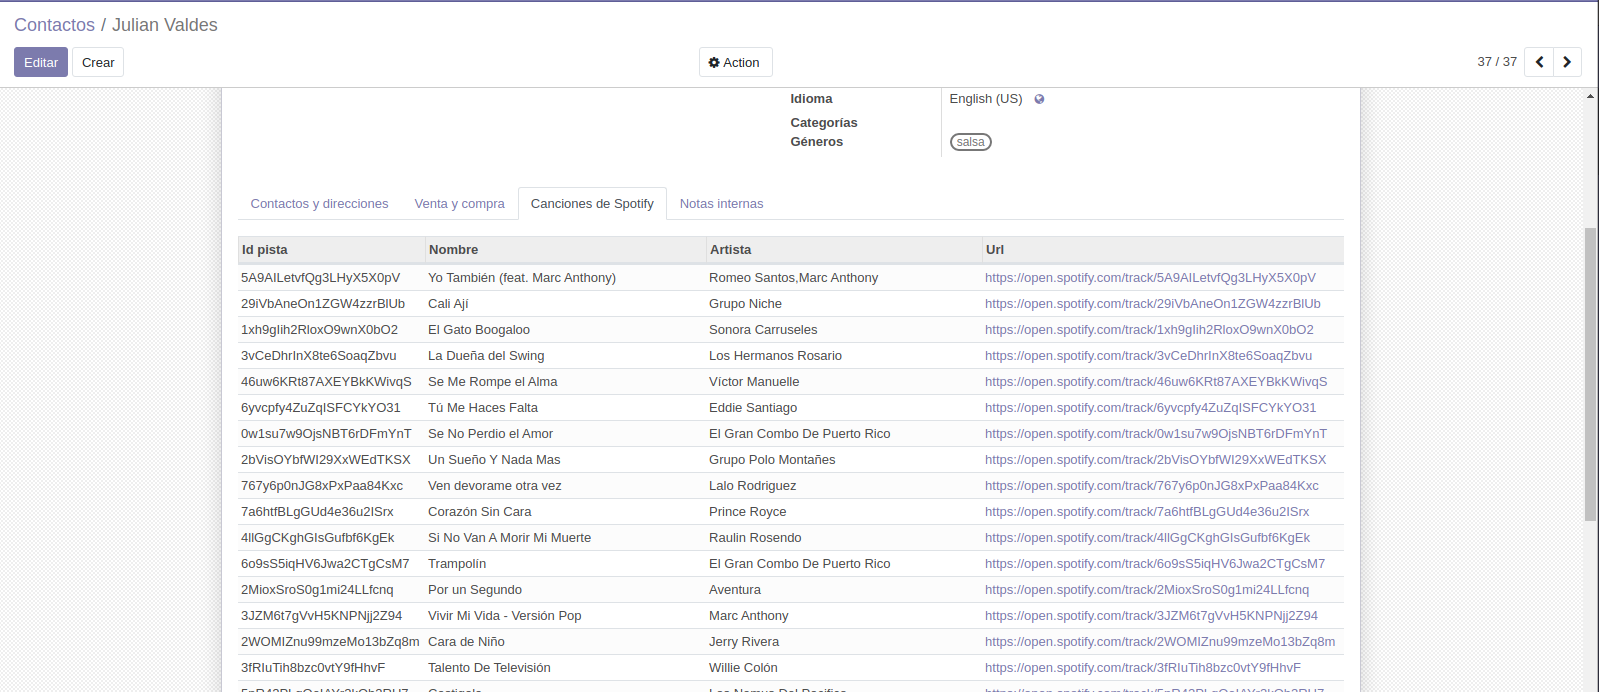 Contactos / Julian Valdes
Editar Crear Action 37 / 37
Idioma English (US)
Categorías
Géneros salsa
Contactos y direcciones Venta y compra Canciones de Spotify Notas internas
Id pista Nombre Artista Url
5A9AILetvfQg3LHyX5X0pV Yo También (feat. Marc Anthony) Romeo Santos,Marc Anthony https://open.spotify.com/track/5A9AILetvfQg3LHyX5X0pV
29iVbAneOn1ZGW4zzrBlUb Cali Ají Grupo Niche https://open.spotify.com/track/29iVbAneOn1ZGW4zzrBlUb
1xh9gIih2RloxO9wnX0bO2 El Gato Boogaloo Sonora Carruseles https://open.spotify.com/track/1xh9gIih2RloxO9wnX0bO2
3vCeDhrInX8te6SoaqZbvu La Dueña del Swing Los Hermanos Rosario https://open.spotify.com/track/3vCeDhrInX8te6SoaqZbvu
46uw6KRt87AXEYBkKWivqS Se Me Rompe el Alma Víctor Manuelle https://open.spotify.com/track/46uw6KRt87AXEYBkKWivqS
6yvcpfy4ZuZqISFCYkYO31 Tú Me Haces Falta Eddie Santiago https://open.spotify.com/track/6yvcpfy4ZuZqISFCYkYO31
0w1su7w9OjsNBT6rDFmYnT Se No Perdio el Amor El Gran Combo De Puerto Rico https://open.spotify.com/track/0w1su7w9OjsNBT6rDFmYnT
2bVisOYbfWI29XxWEdTKSX Un Sueño Y Nada Mas Grupo Polo Montañes https://open.spotify.com/track/2bVisOYbfWI29XxWEdTKSX
767y6p0nJG8xPxPaa84Kxc Ven devorame otra vez Lalo Rodriguez https://open.spotify.com/track/767y6p0nJG8xPxPaa84Kxc
7a6htfBLgGUd4e36u2ISrx Corazón Sin Cara Prince Royce https://open.spotify.com/track/7a6htfBLgGUd4e36u2ISrx
4llGgCKghGIsGufbf6KgEk Si No Van A Morir Mi Muerte Raulin Rosendo https://open.spotify.com/track/4llGgCKghGIsGufbf6KgEk
6o9sS5iqHV6Jwa2CTgCsM7 Trampolín El Gran Combo De Puerto Rico https://open.spotify.com/track/6o9sS5iqHV6Jwa2CTgCsM7
2MioxSroS0g1mi24LLfcnq Por un Segundo Aventura https://open.spotify.com/track/2MioxSroS0g1mi24LLfcnq
3JZM6t7gVvH5KNPNjj2Z94 Vivir Mi Vida - Versión Pop Marc Anthony https://open.spotify.com/track/3JZM6t7gVvH5KNPNjj2Z94
2WOMIZnu99mzeMo13bZq8m Cara de Niño Jerry Rivera https://open.spotify.com/track/2WOMIZnu99mzeMo13bZq8m
3fRIuTih8bzc0vtY9fHhvF Talento De Televisión Willie Colón https://open.spotify.com/track/3fRIuTih8bzc0vtY9fHhvF